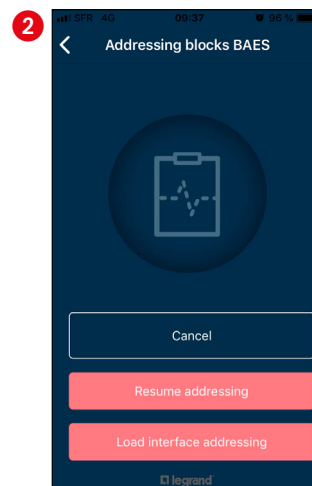 2
SFR 4G 09:37 96 %
Addressing blocks BAES
Cancel
Resume addressing
Load interface addressing
legrand